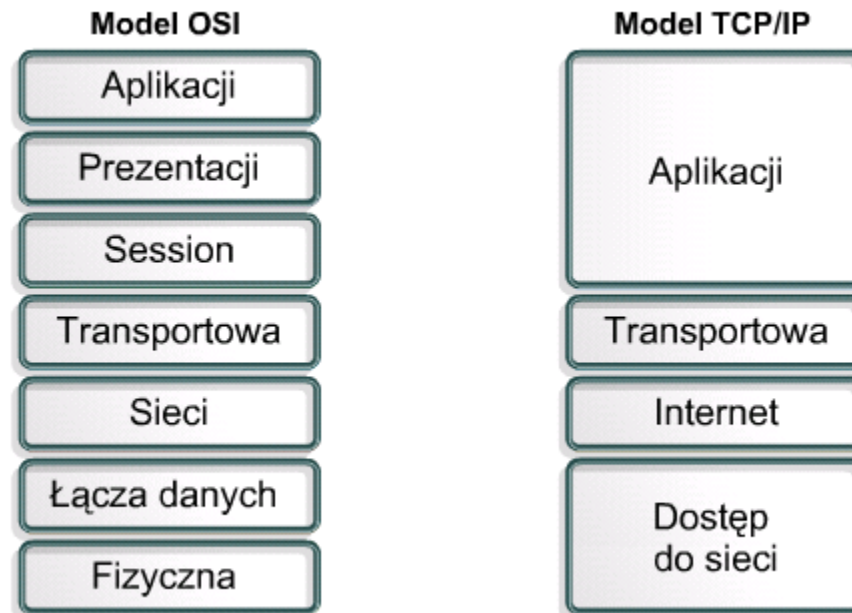 Model OSI
Aplikacji
Prezentacji
Session
Transportowa
Sieci
Łącza danych
Fizyczna
Model TCP/IP
Aplikacji
Transportowa
Internet
Dostęp
do sieci